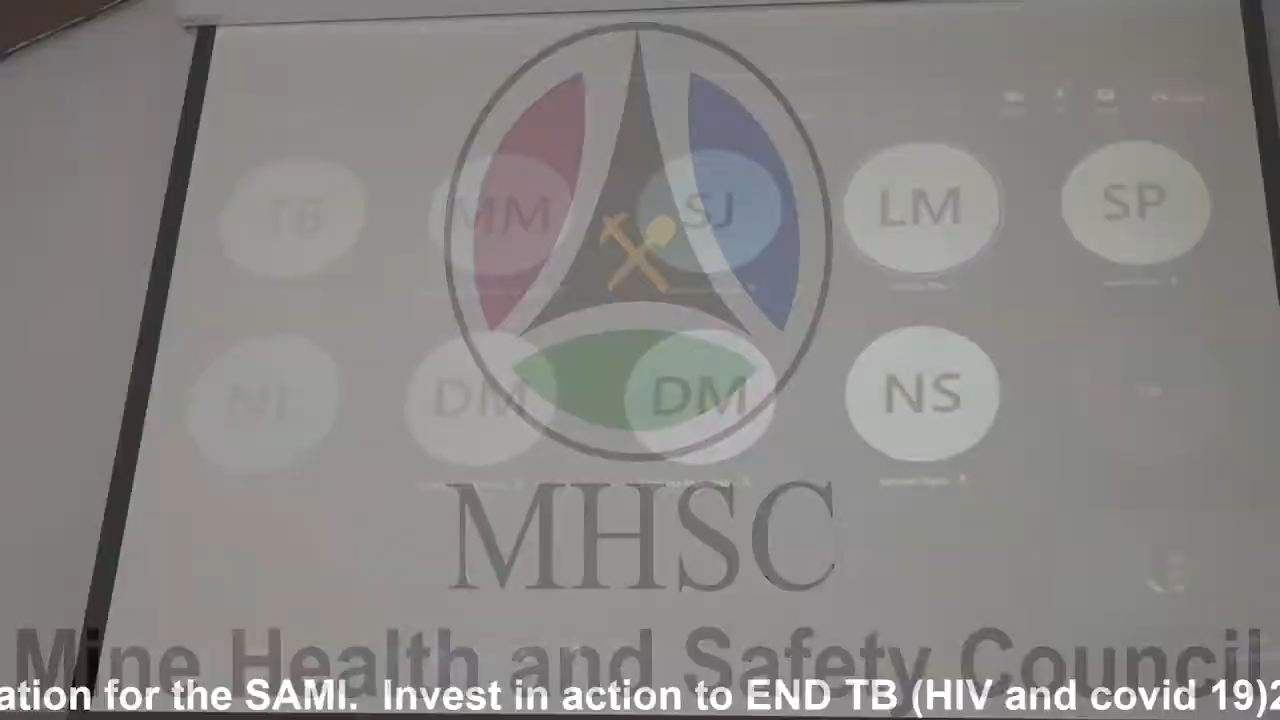 TB MM SJ LM SP
NI DM DM NS
MHSC
Mine Health and Safety Council
ation for the SAMI. Invest in action to END TB (HIV and covid 19)2